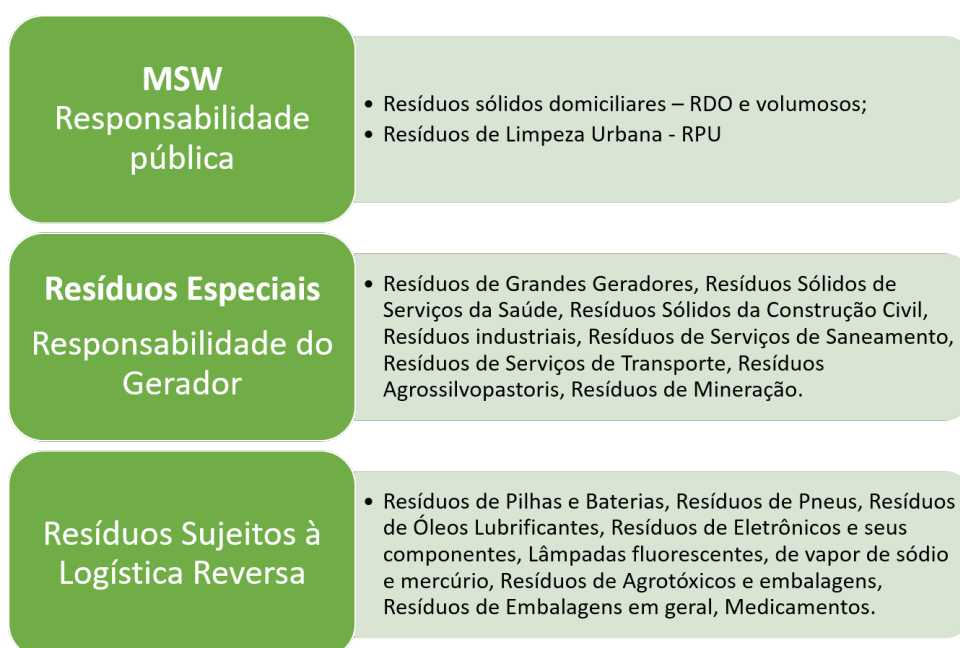 MSW
Responsabilidade
pública
• Resíduos sólidos domiciliares – RDO e volumosos;
• Resíduos de Limpeza Urbana - RPU
Resíduos Especiais
Responsabilidade do
Gerador
• Resíduos de Grandes Geradores, Resíduos Sólidos de
Serviços da Saúde, Resíduos Sólidos da Construção Civil,
Resíduos industriais, Resíduos de Serviços de Saneamento,
Resíduos de Serviços de Transporte, Resíduos
Agrossilvopastoris, Resíduos de Mineração.
Resíduos Sujeitos à
Logística Reversa
• Resíduos de Pilhas e Baterias, Resíduos de Pneus, Resíduos
de Óleos Lubrificantes, Resíduos de Eletrônicos e seus
componentes, Lâmpadas fluorescentes, de vapor de sódio
e mercúrio, Resíduos de Agrotóxicos e embalagens,
Resíduos de Embalagens em geral, Medicamentos.